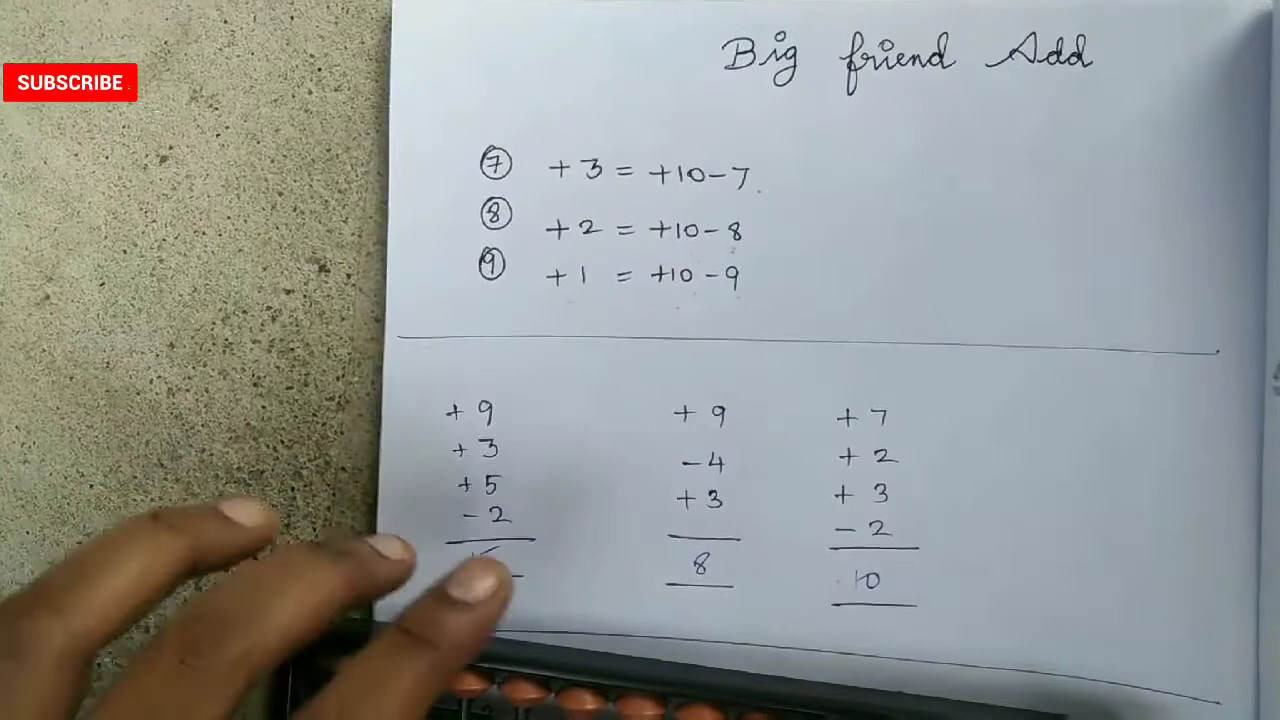 Big friend Add
SUBSCRIBE
⑦ +3 = +10-7
⑧ +2 = +10-8
⑨ +1 = +10-9
+9 +9 +7
+3 -4 +2
+5 +3 +3
-2 -2
8 10